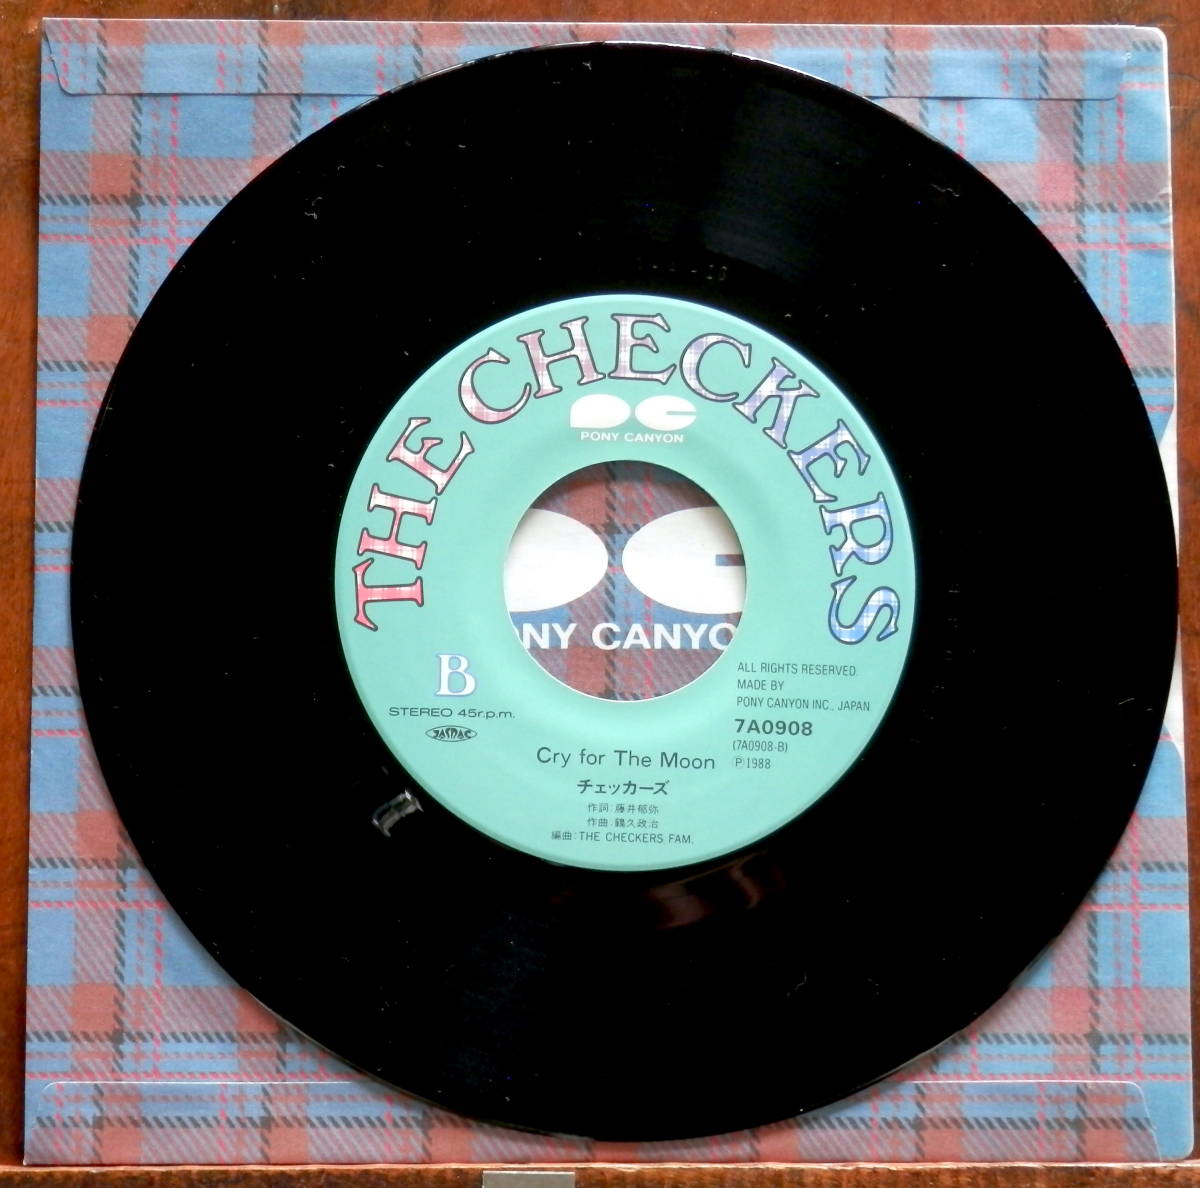 THE CHECKERS
PONY CANYON
NY CANYO
B
STEREO 45r.p.m.
JASRAC
ALL RIGHTS RESERVED.
MADE BY
PONY CANYON INC., JAPAN
7A0908
(7A0908-B)
Ⓟ1988
Cry for The Moon
チェッカーズ
作詞:藤井郁弥
作曲:鶴久政治
編曲:THE CHECKERS FAM.